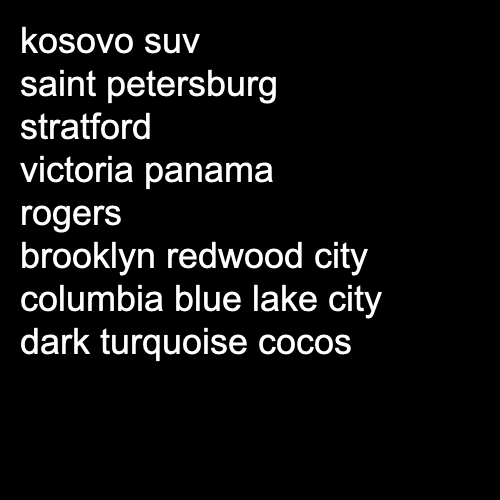 kosovo suv
saint petersburg
stratford
victoria panama
rogers
brooklyn redwood city
columbia blue lake city
dark turquoise cocos